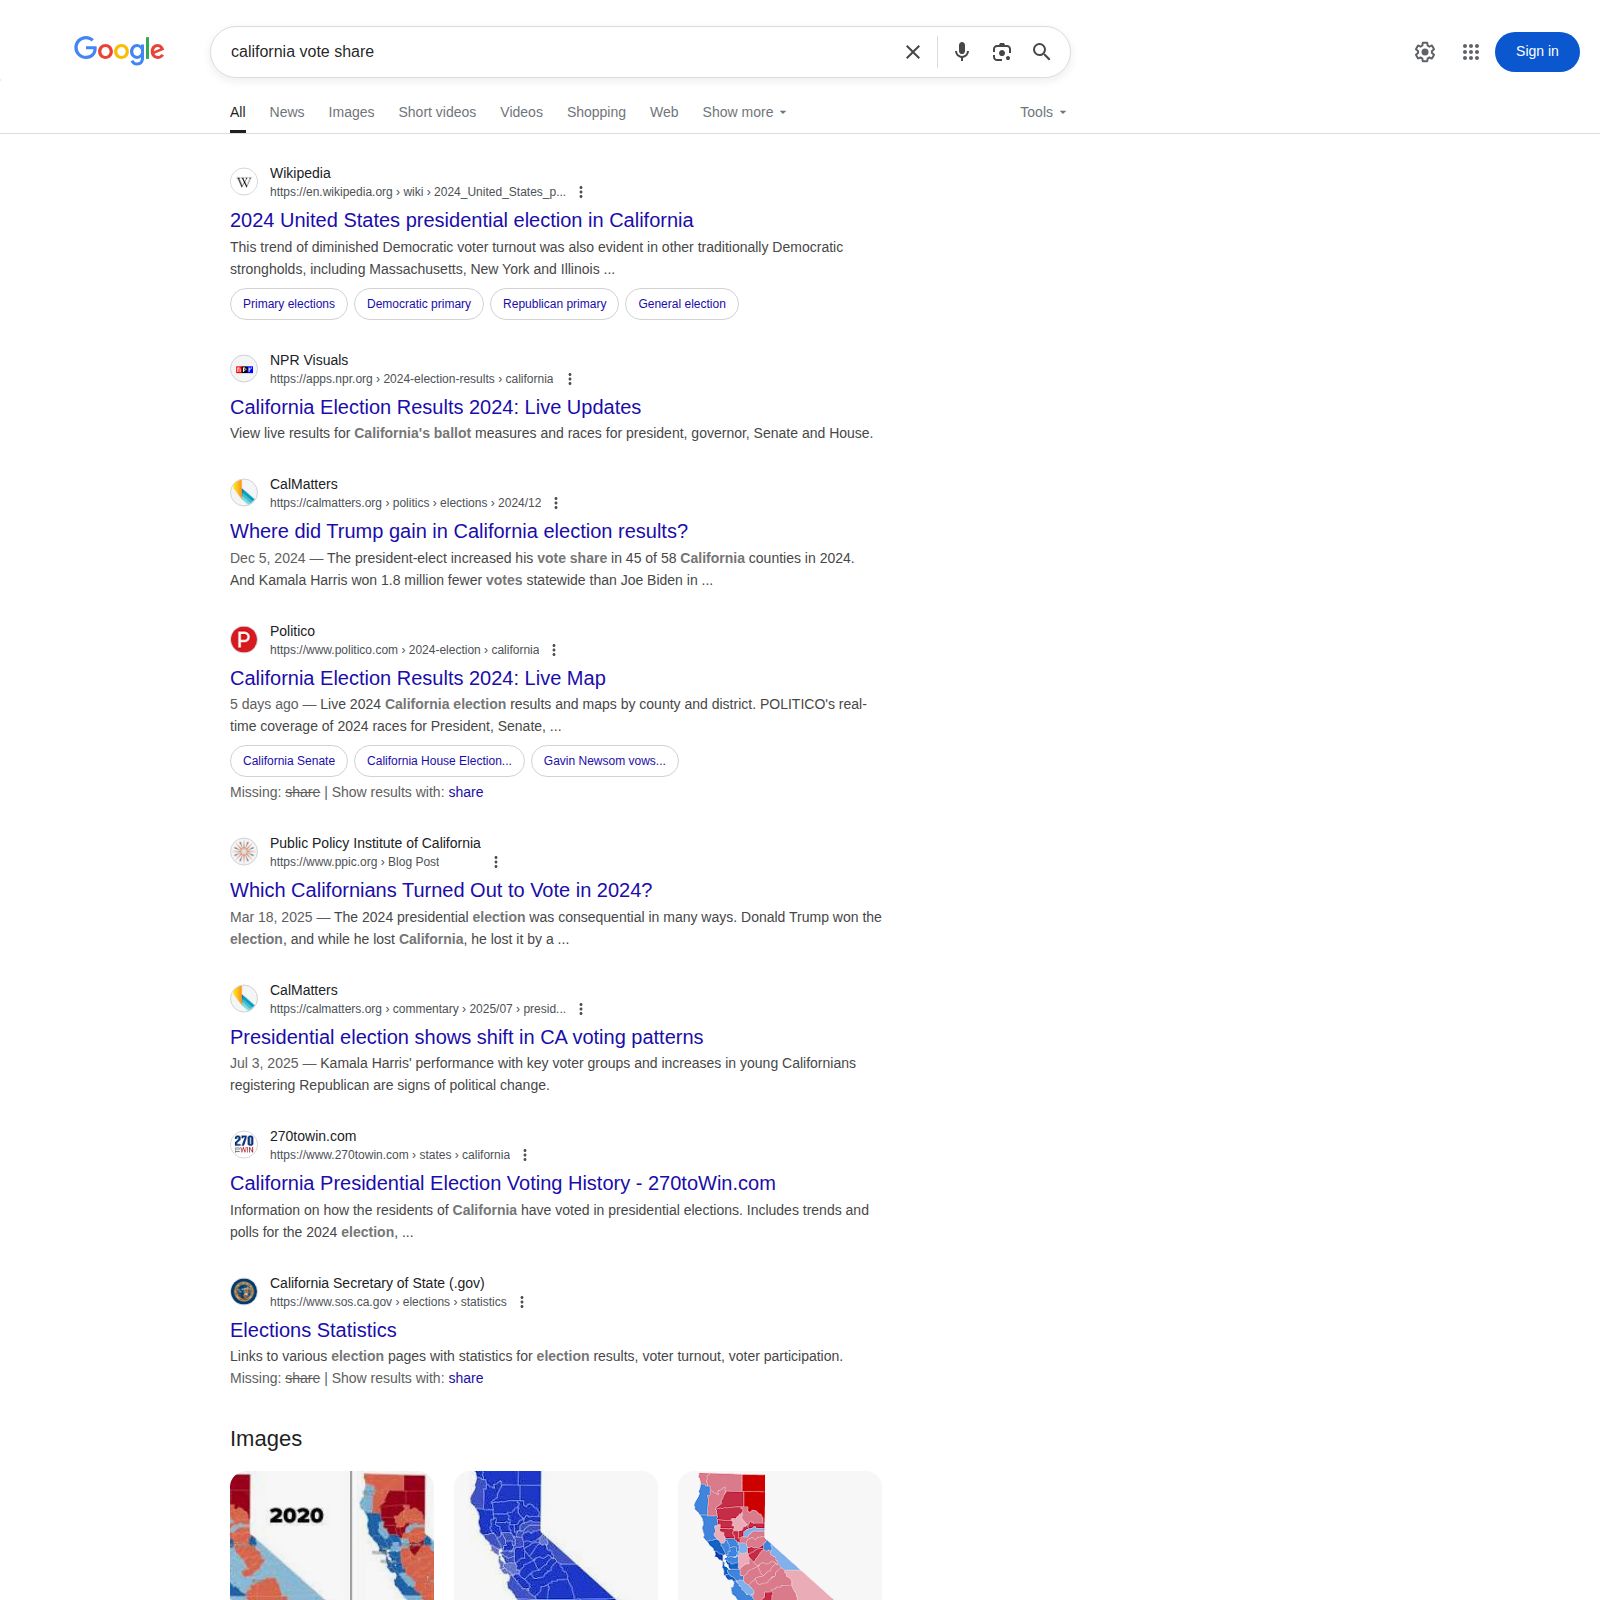 Google
california vote share
Sign in
All News Images Short videos Videos Shopping Web Show more Tools
W
Wikipedia
https://en.wikipedia.org › wiki › 2024_United_States_p...
2024 United States presidential election in California
This trend of diminished Democratic voter turnout was also evident in other traditionally Democratic
strongholds, including Massachusetts, New York and Illinois ...
Primary elections Democratic primary Republican primary General election
NPR Visuals
https://apps.npr.org › 2024-election-results › california
California Election Results 2024: Live Updates
View live results for California's ballot measures and races for president, governor, Senate and House.
CalMatters
https://calmatters.org › politics › elections › 2024/12
Where did Trump gain in California election results?
Dec 5, 2024 — The president-elect increased his vote share in 45 of 58 California counties in 2024.
And Kamala Harris won 1.8 million fewer votes statewide than Joe Biden in ...
P
Politico
https://www.politico.com › 2024-election › california
California Election Results 2024: Live Map
5 days ago — Live 2024 California election results and maps by county and district. POLITICO's real-
time coverage of 2024 races for President, Senate, ...
California Senate California House Election... Gavin Newsom vows...
Missing: share | Show results with: share
Public Policy Institute of California
https://www.ppic.org › Blog Post
Which Californians Turned Out to Vote in 2024?
Mar 18, 2025 — The 2024 presidential election was consequential in many ways. Donald Trump won the
election, and while he lost California, he lost it by a ...
CalMatters
https://calmatters.org › commentary › 2025/07 › presid...
Presidential election shows shift in CA voting patterns
Jul 3, 2025 — Kamala Harris' performance with key voter groups and increases in young Californians
registering Republican are signs of political change.
270
WIN
270towin.com
https://www.270towin.com › states › california
California Presidential Election Voting History - 270toWin.com
Information on how the residents of California have voted in presidential elections. Includes trends and
polls for the 2024 election, ...
California Secretary of State (.gov)
https://www.sos.ca.gov › elections › statistics
Elections Statistics
Links to various election pages with statistics for election results, voter turnout, voter participation.
Missing: share | Show results with: share
Images
2020